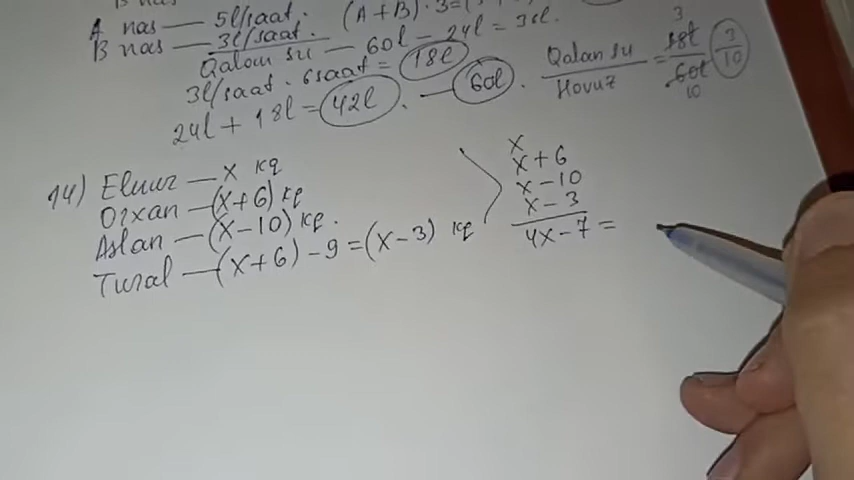 A nas — 5l/saat. (A+B)·3=
B nas — 3l/saat.
Qalan su — 60l - 24l = 36l.
3l/saat · 6saat = 18l
24l + 18l = 42l. — 60l.
Qalan su / Hovuz = 18l / 60l 3 / 10
3
10
14) Elnur — x kq
Orxan — (x+6) kq
Aslan — (x-10) kq.
Tural — (x+6) - 9 = (x-3) kq
x
x+6
x-10
x-3
4x-7=